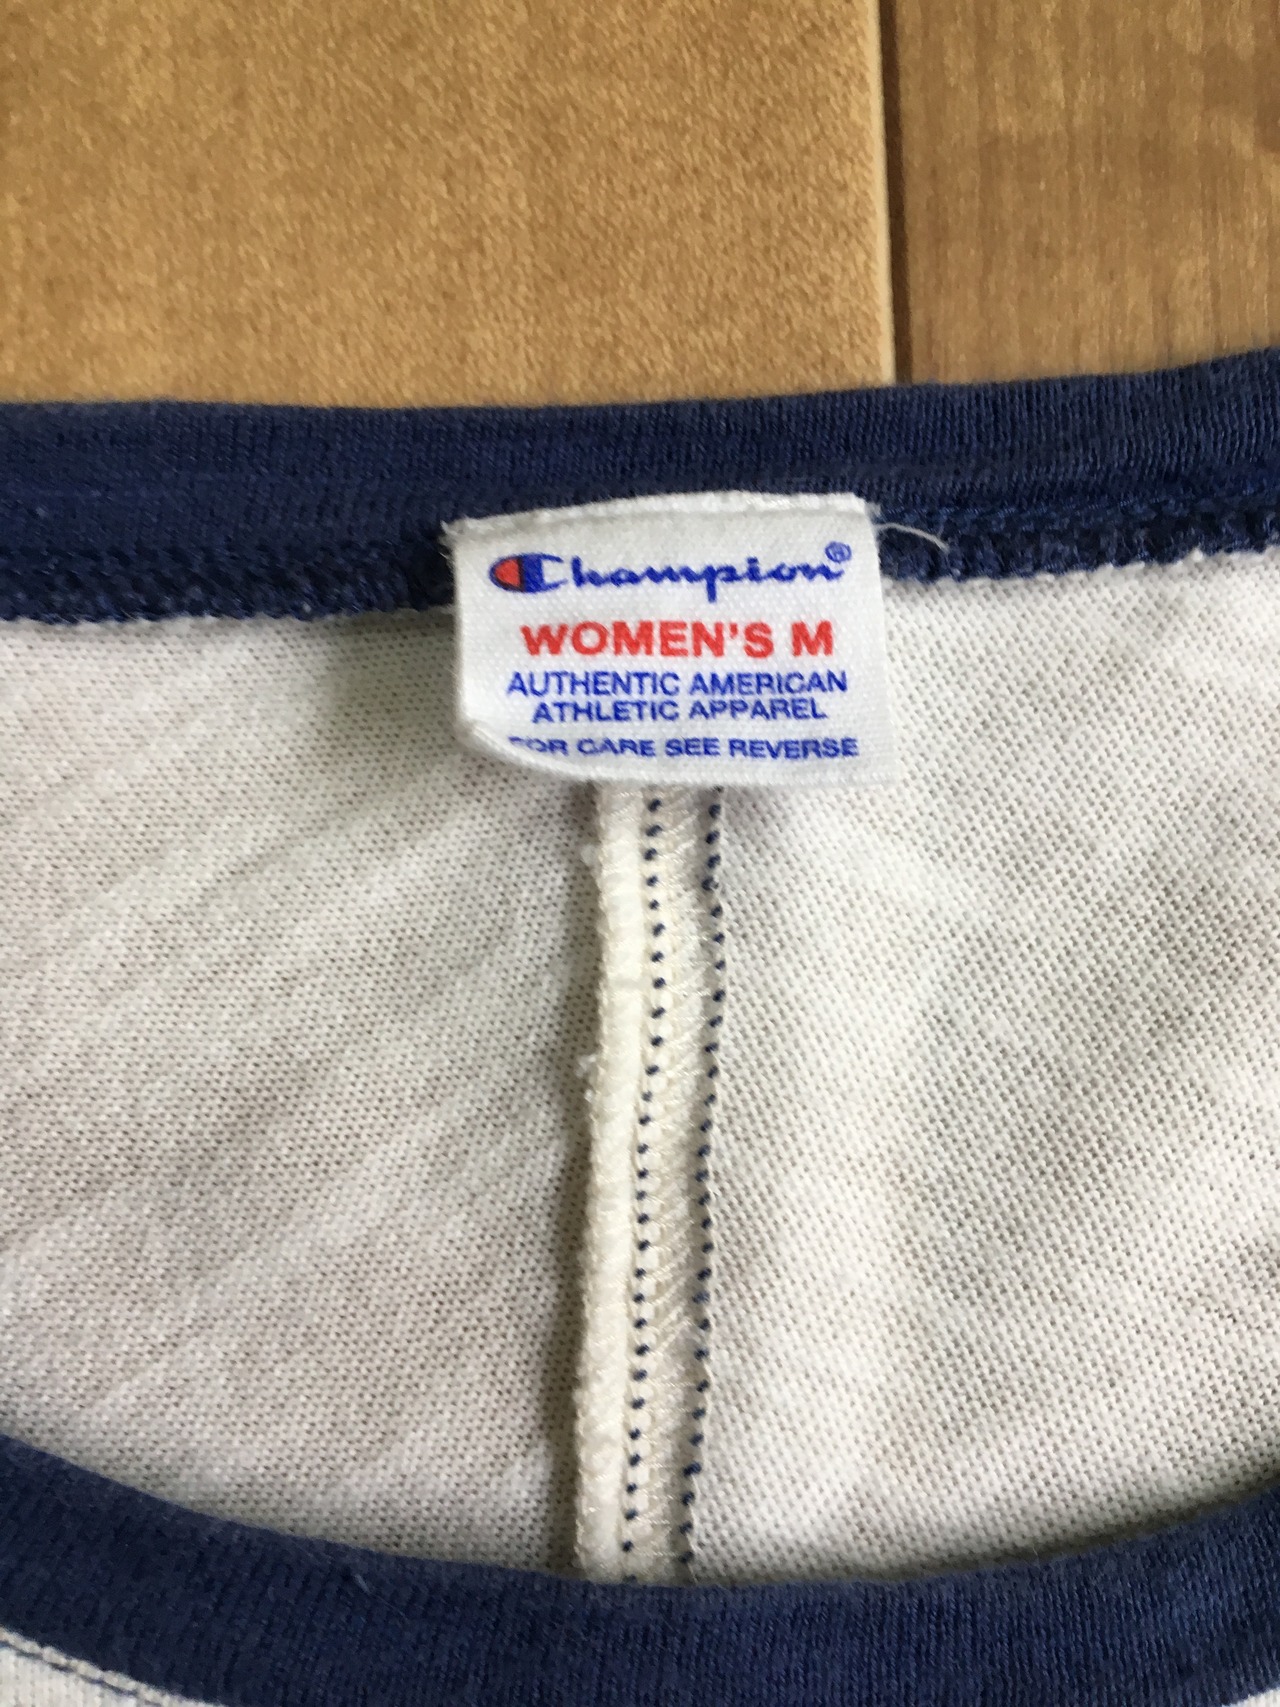 Champion®
WOMEN'S M
AUTHENTIC AMERICAN
ATHLETIC APPAREL
FOR CARE SEE REVERSE